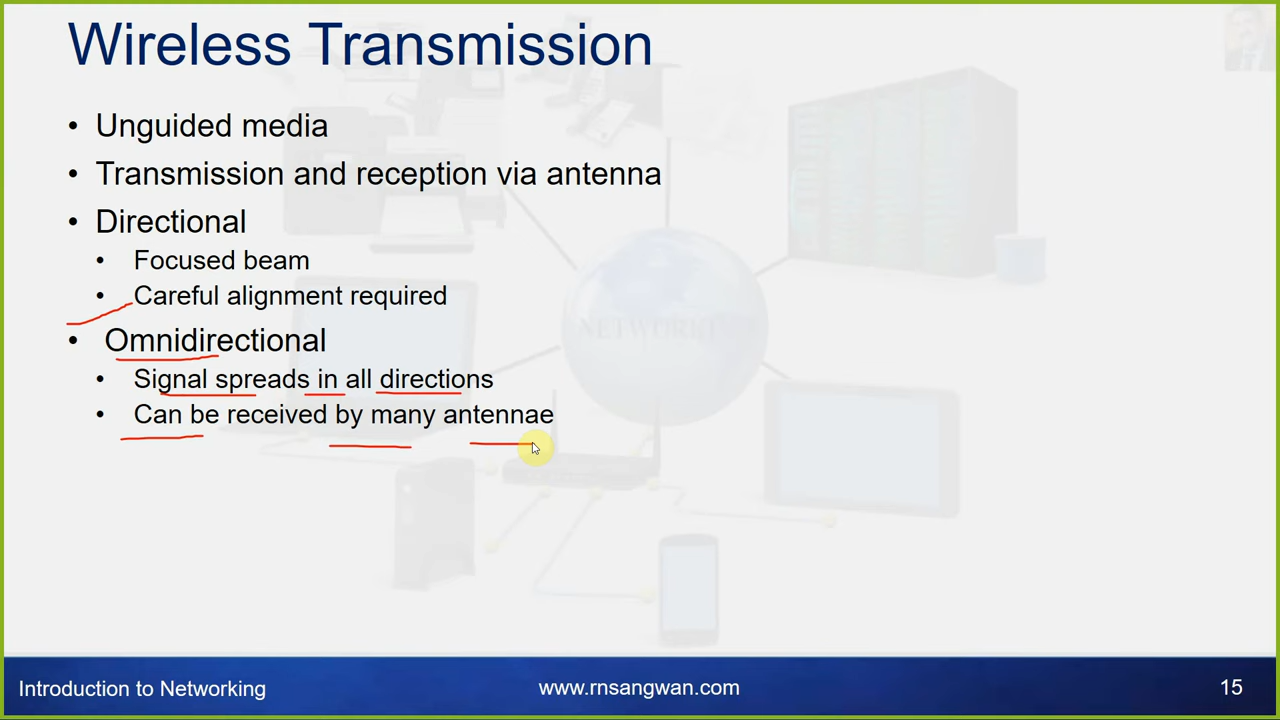 Wireless Transmission
• Unguided media
• Transmission and reception via antenna
• Directional
• Focused beam
• Careful alignment required
• Omnidirectional
• Signal spreads in all directions
• Can be received by many antennae
NETWORK
Introduction to Networking
www.rnsangwan.com
15